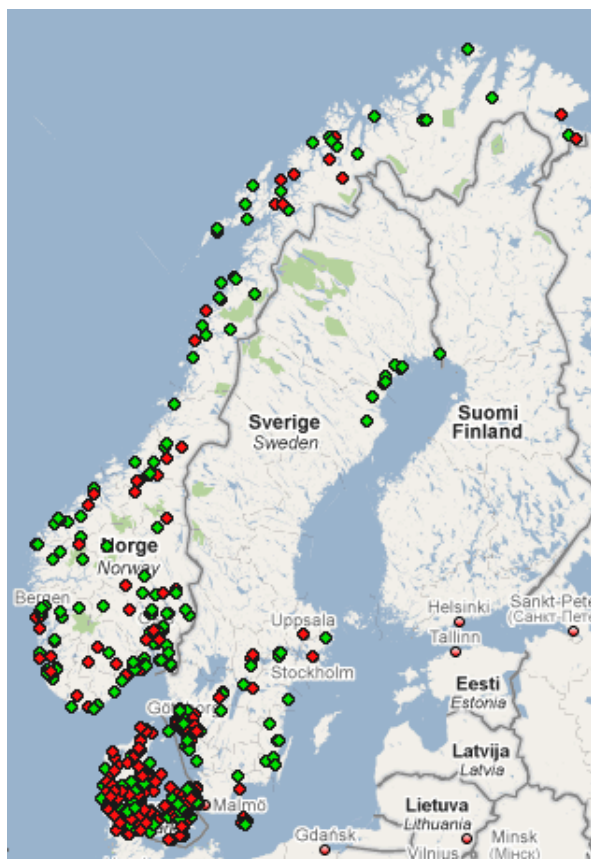 Sverige
Sweden
Suomi
Finland
Norge
Norway
Bergen
Uppsala
Helsinki
Sankt-Pete
(Санкт-Пете
Tallinn
Stockholm
Eesti
Estonia
Latvija
Latvia
Malmö
Lietuva
Lithuania
Gdańsk
Vilnius
Minsk
(Мінск)